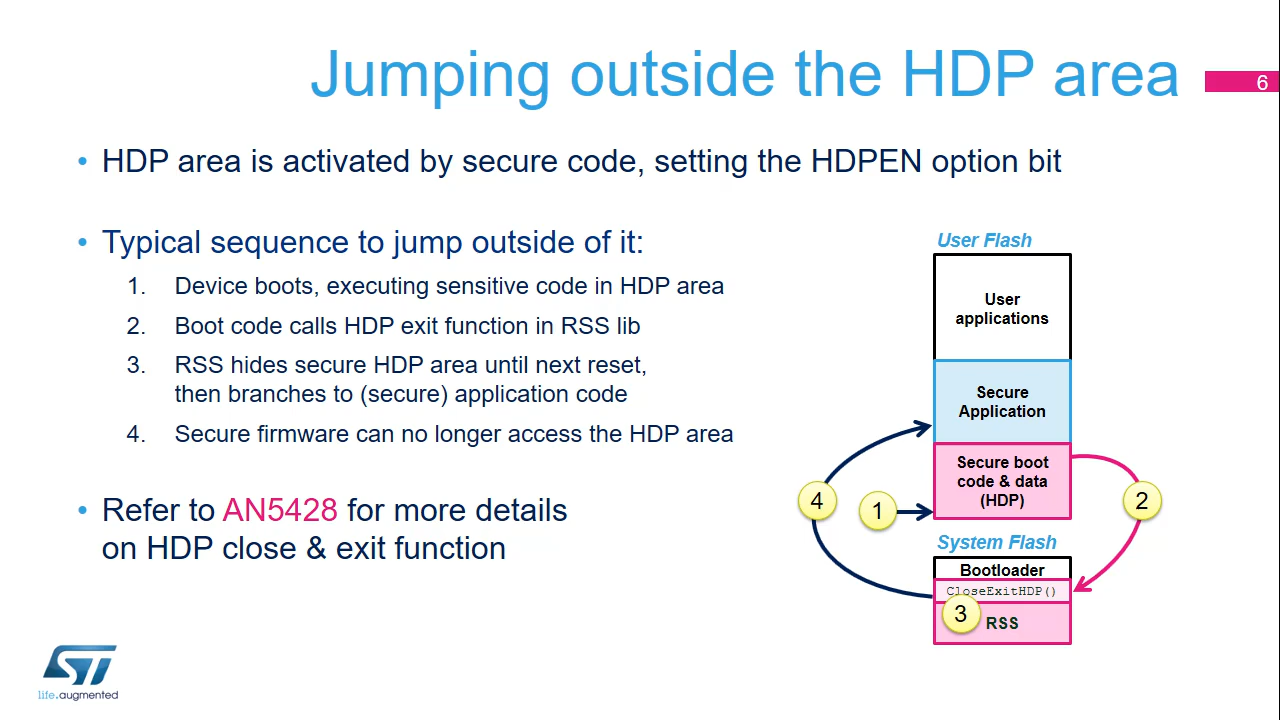 Jumping outside the HDP area
6
• HDP area is activated by secure code, setting the HDPEN option bit
• Typical sequence to jump outside of it:
1. Device boots, executing sensitive code in HDP area
2. Boot code calls HDP exit function in RSS lib
3. RSS hides secure HDP area until next reset,
then branches to (secure) application code
4. Secure firmware can no longer access the HDP area
• Refer to AN5428 for more details
on HDP close & exit function
User Flash
User
applications
Secure
Application
Secure boot
code & data
(HDP)
4
1
2
System Flash
Bootloader
CloseExitHDP()
3
RSS
ST
life.augmented